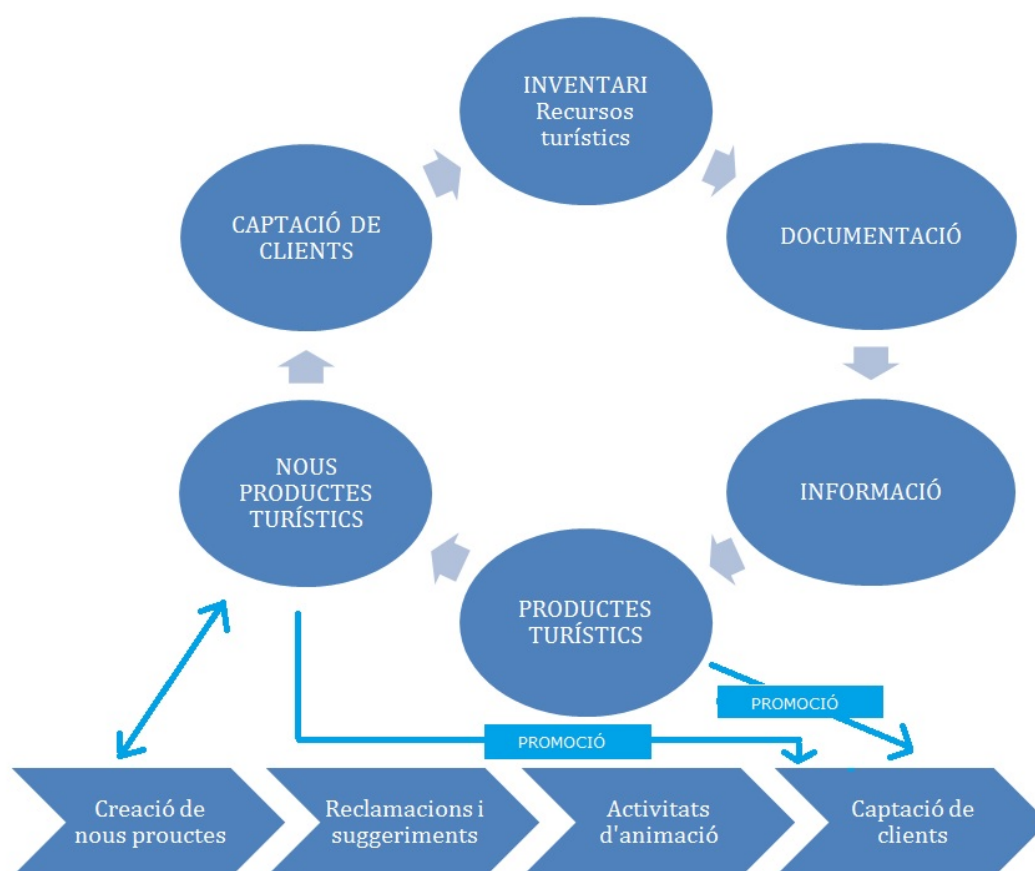 INVENTARI
Recursos
turístics
DOCUMENTACIÓ
INFORMACIÓ
PRODUCTES
TURÍSTICS
NOUS
PRODUCTES
TURÍSTICS
CAPTACIÓ DE
CLIENTS
PROMOCIÓ
PROMOCIÓ
Creació de
nous prouctes
Reclamacions i
suggeriments
Activitats
d'animació
Captació de
clients